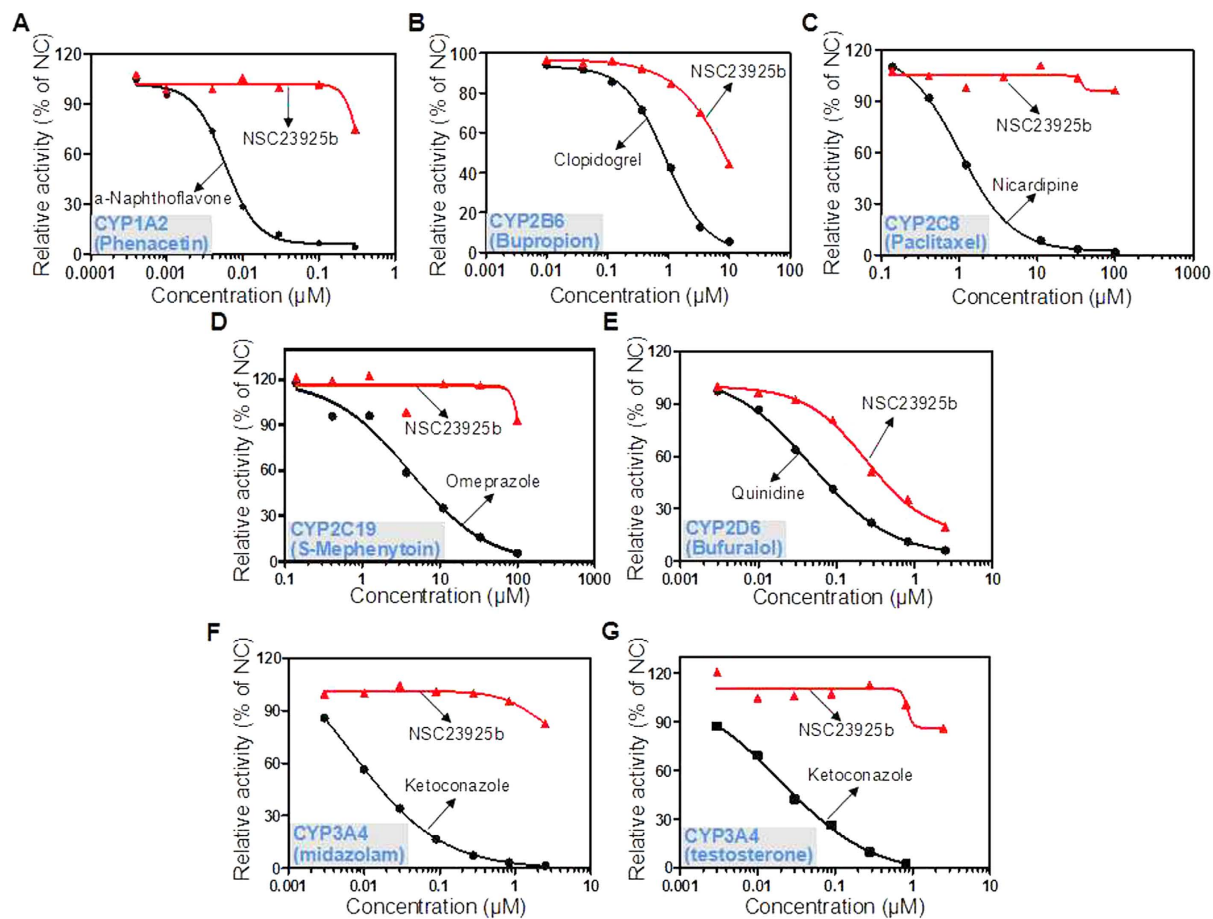 A
Relative activity (% of NC)
120
90
60
30
0
NSC23925b
a-Naphthoflavone
CYP1A2
(Phenacetin)
0.0001 0.001 0.01 0.1 1
Concentration (µM)
B
Relative activity (% of NC)
100
80
60
40
20
0
NSC23925b
Clopidogrel
CYP2B6
(Bupropion)
0.001 0.01 0.1 1 10 100
Concentration (µM)
C
Relative activity (% of NC)
120
90
60
30
0
NSC23925b
Nicardipine
CYP2C8
(Paclitaxel)
0.1 1 10 100 1000
Concentration (µM)
D
Relative activity (% of NC)
150
120
90
60
30
0
NSC23925b
Omeprazole
CYP2C19
(S-Mephenytoin)
0.1 1 10 100 1000
Concentration (µM)
E
Relative activity (% of NC)
120
90
60
30
0
NSC23925b
Quinidine
CYP2D6
(Bufuralol)
0.001 0.01 0.1 1 10
Concentration (µM)
F
Relative activity (% of NC)
120
90
60
30
0
NSC23925b
Ketoconazole
CYP3A4
(midazolam)
0.001 0.01 0.1 1 10
Concentration (µM)
G
Relative activity (% of NC)
120
90
60
30
0
NSC23925b
Ketoconazole
CYP3A4
(testosterone)
0.001 0.01 0.1 1 10
Concentration (µM)